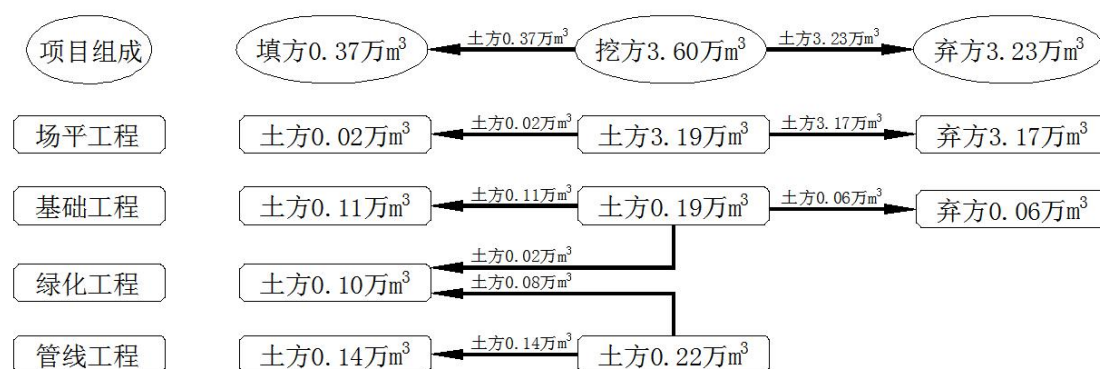 项目组成 填方0.37万m³ 土方0.37万m³ 挖方3.60万m³ 土方3.23万m³ 弃方3.23万m³
场平工程 土方0.02万m³ 土方0.02万m³ 土方3.19万m³ 土方3.17万m³ 弃方3.17万m³
基础工程 土方0.11万m³ 土方0.11万m³ 土方0.19万m³ 土方0.06万m³ 弃方0.06万m³
土方0.02万m³
绿化工程 土方0.10万m³ 土方0.08万m³
管线工程 土方0.14万m³ 土方0.14万m³ 土方0.22万m³